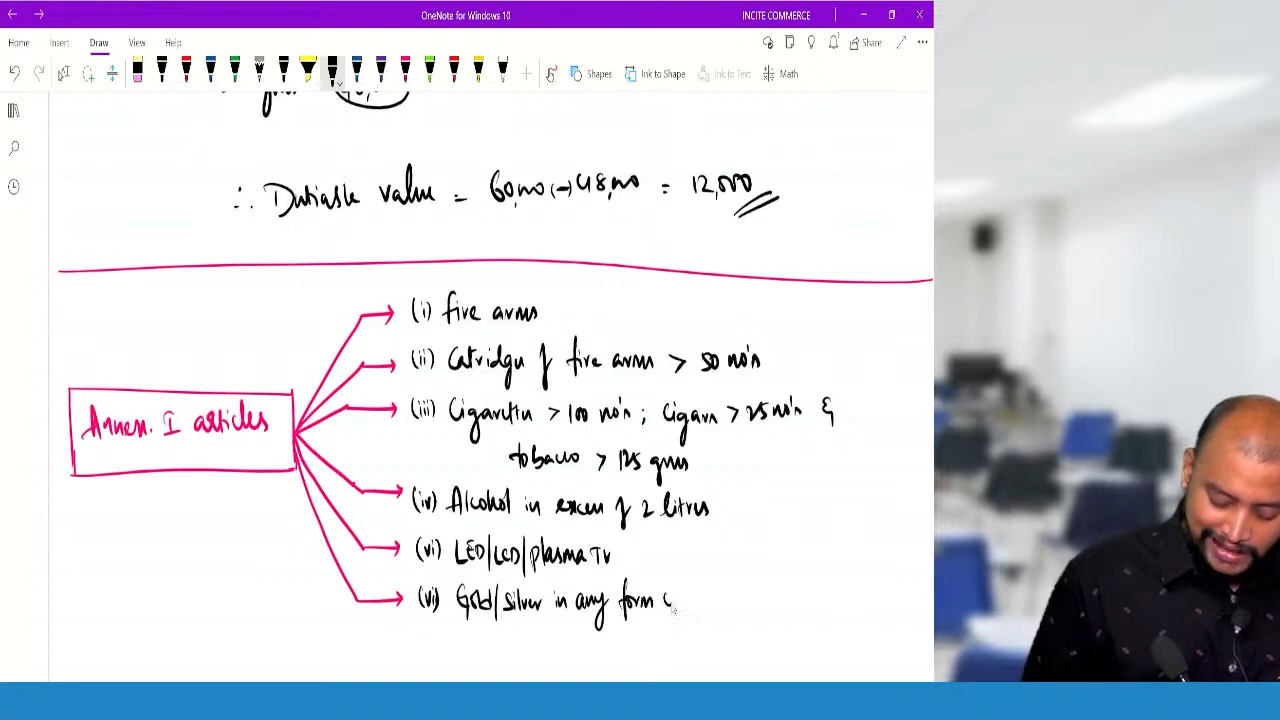 OneNote for Windows 10
INCITE COMMERCE
Home Insert Draw View Help
Share
Shapes Ink to Shape Ink to Text Math
∴ Dutiable value = 60,000 (-) 48,000 = 12,000
(i) fire arms
(ii) Catridges of fire arms > 50 no's
Annex. I articles
(iii) Cigarettes > 100 no's ; Cigars > 25 no's &
tobacco > 125 gms
(iv) Alcohol in excess of 2 litres
(vi) LED/LCD/plasma TV
(vi) Gold/silver in any form